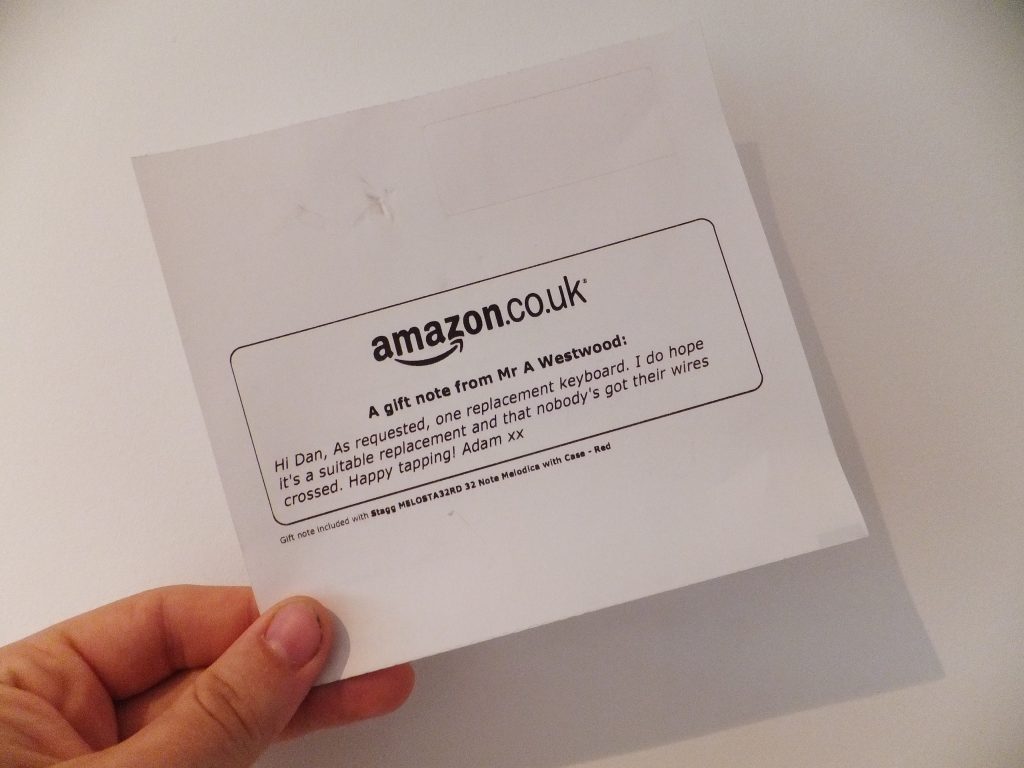 amazon.co.uk
A gift note from Mr A Westwood:
Hi Dan, As requested, one replacement keyboard. I do hope
it's a suitable replacement and that nobody's got their wires
crossed. Happy tapping! Adam xx
Gift note included with Stagg MELOSTA32RD 32 Note Melodica with Case - Red